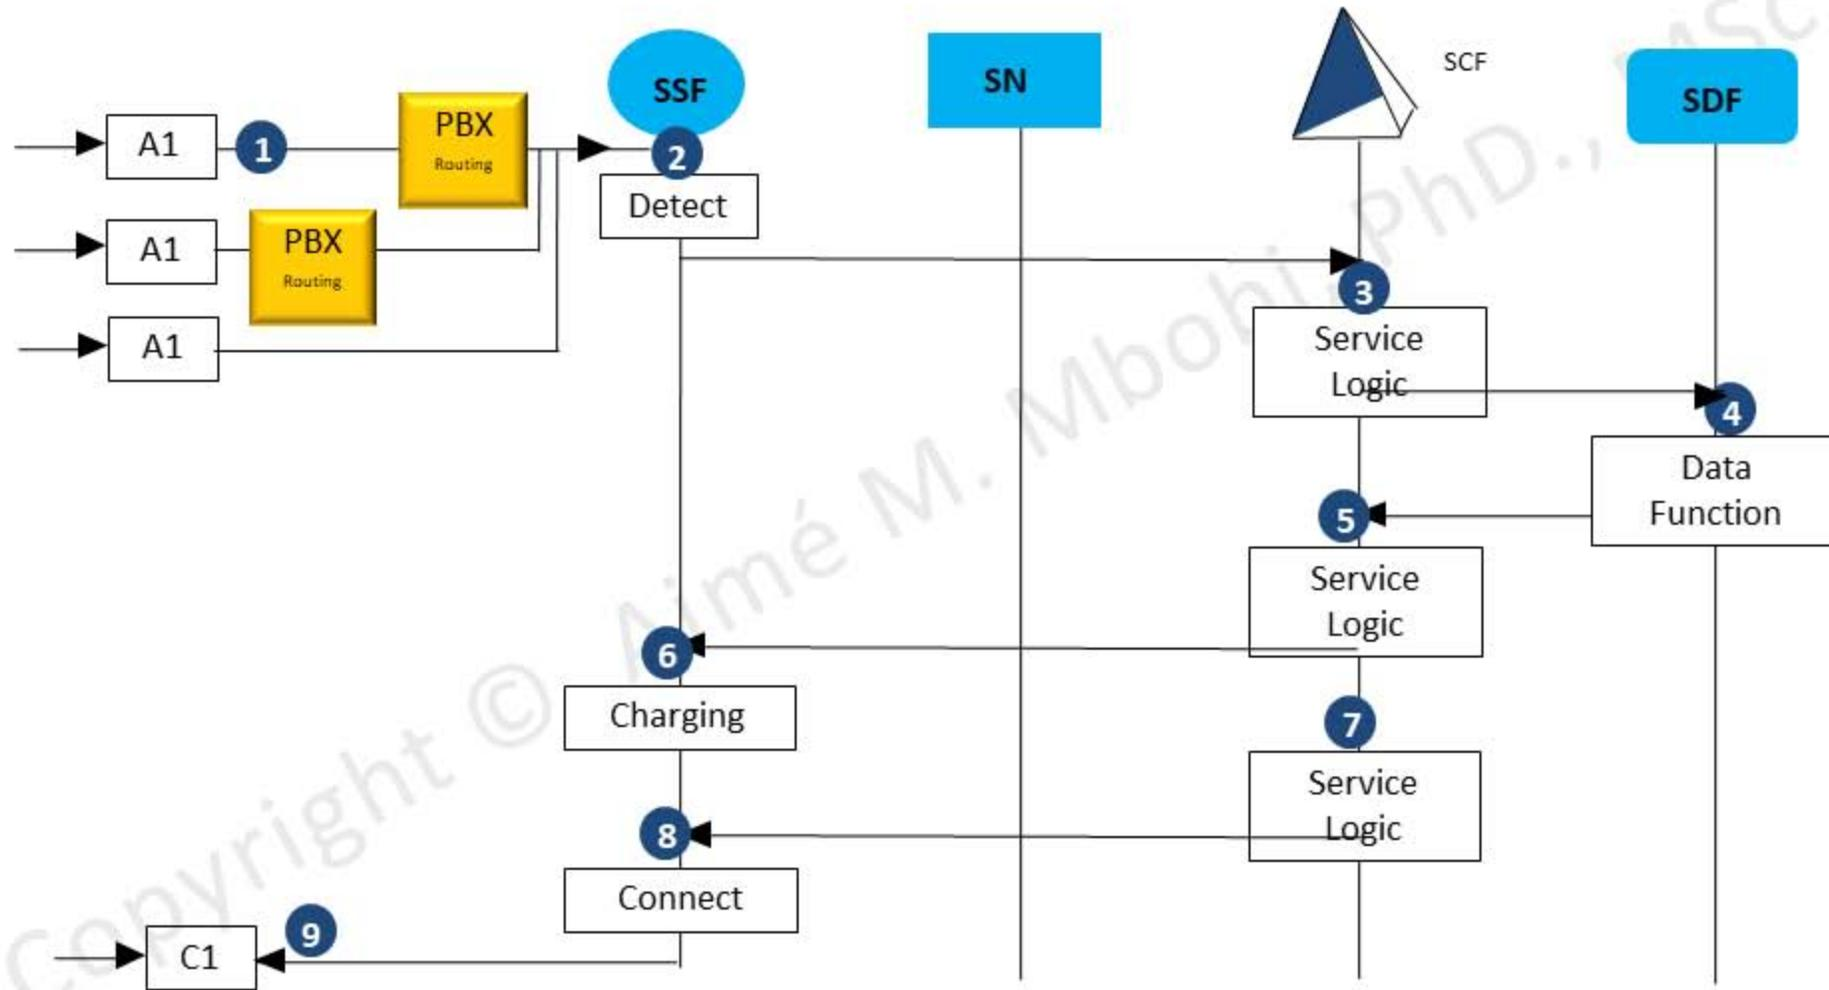 SSF
SN
SCF
SDF
A1
1
PBX
Routing
2
Detect
A1
PBX
Routing
A1
3
Service
Logic
4
Data
Function
5
Service
Logic
6
Charging
7
Service
Logic
8
Connect
9
C1
Copyright © Aimé M. Mbobi, PhD., MSc